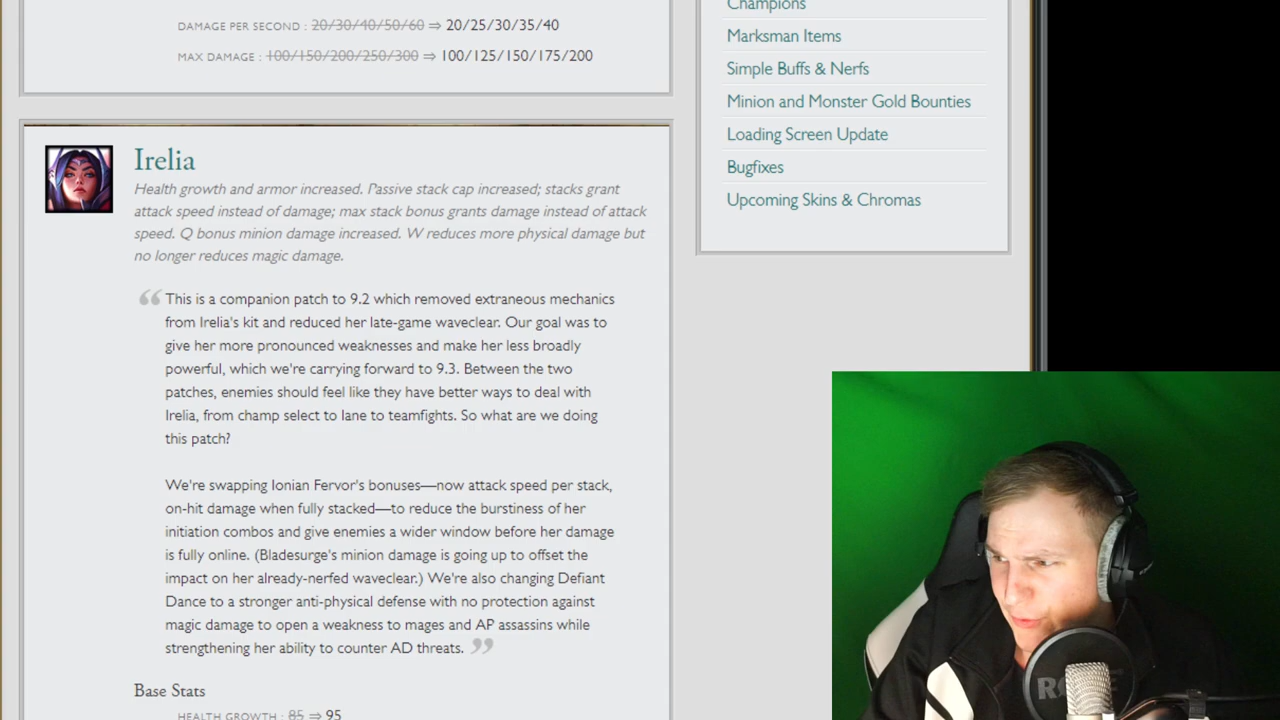 DAMAGE PER SECOND : 20/30/40/50/60 ⇒ 20/25/30/35/40
MAX DAMAGE : 100/150/200/250/300 ⇒ 100/125/150/175/200
Irelia
Health growth and armor increased. Passive stack cap increased; stacks grant
attack speed instead of damage; max stack bonus grants damage instead of attack
speed. Q bonus minion damage increased. W reduces more physical damage but
no longer reduces magic damage.
“ This is a companion patch to 9.2 which removed extraneous mechanics
from Irelia's kit and reduced her late-game waveclear. Our goal was to
give her more pronounced weaknesses and make her less broadly
powerful, which we're carrying forward to 9.3. Between the two
patches, enemies should feel like they have better ways to deal with
Irelia, from champ select to lane to teamfights. So what are we doing
this patch?
We're swapping Ionian Fervor's bonuses—now attack speed per stack,
on-hit damage when fully stacked—to reduce the burstiness of her
initiation combos and give enemies a wider window before her damage
is fully online. (Bladesurge's minion damage is going up to offset the
impact on her already-nerfed waveclear.) We're also changing Defiant
Dance to a stronger anti-physical defense with no protection against
magic damage to open a weakness to mages and AP assassins while
strengthening her ability to counter AD threats. ”
Base Stats
HEALTH GROWTH : 85 ⇒ 95
Champions
Marksman Items
Simple Buffs & Nerfs
Minion and Monster Gold Bounties
Loading Screen Update
Bugfixes
Upcoming Skins & Chromas